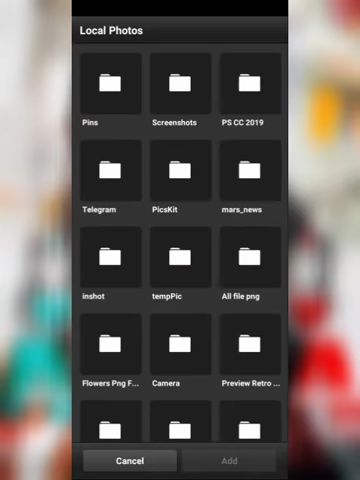 Local Photos
Pins
Screenshots
PS CC 2019
Telegram
PicsKit
mars_news
inshot
tempPic
All file png
Flowers Png F...
Camera
Preview Retro ...
Cancel
Add